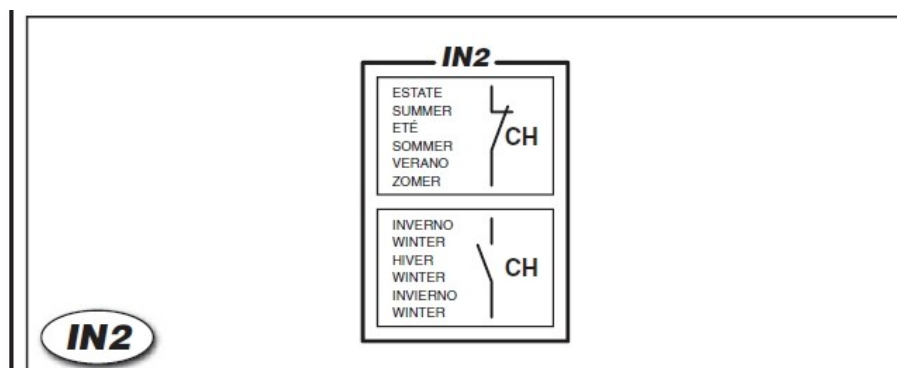 IN2
ESTATE
SUMMER
ETÉ
SOMMER
VERANO
ZOMER
CH
INVERNO
WINTER
HIVER
WINTER
INVIERNO
WINTER
CH
IN2